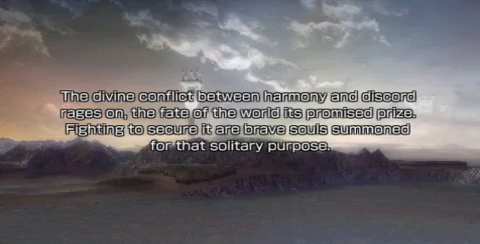 The divine conflict between harmony and discord
rages on, the fate of the world its promised prize.
Fighting to secure it are brave souls summoned
for that solitary purpose.